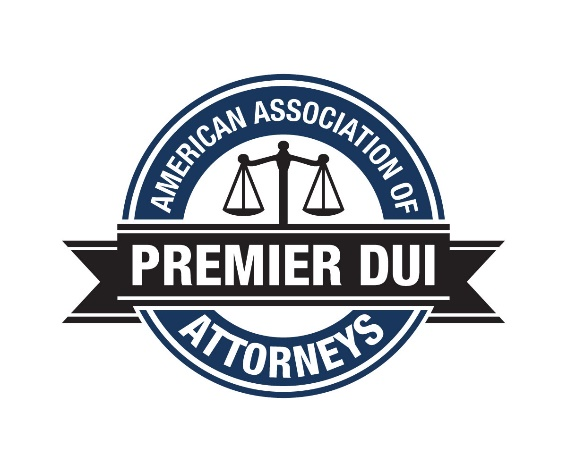 AMERICAN ASSOCIATION OF
PREMIER DUI
ATTORNEYS